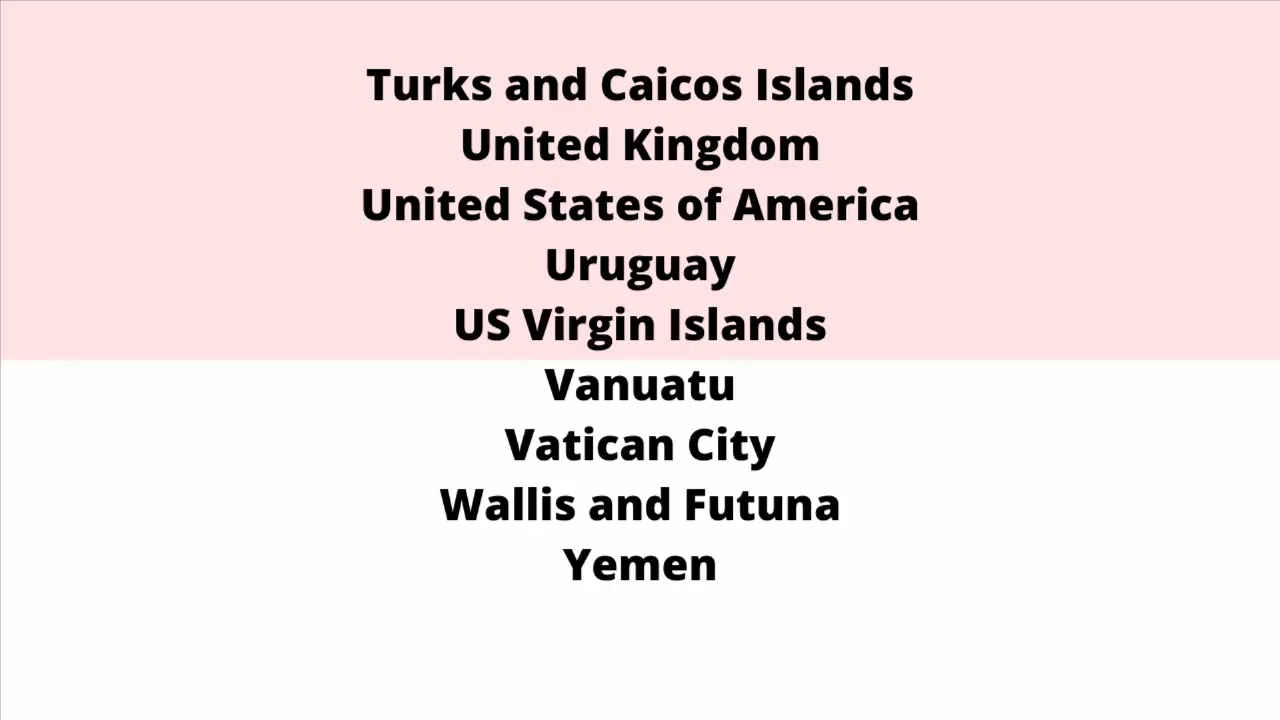 Turks and Caicos Islands
United Kingdom
United States of America
Uruguay
US Virgin Islands
Vanuatu
Vatican City
Wallis and Futuna
Yemen